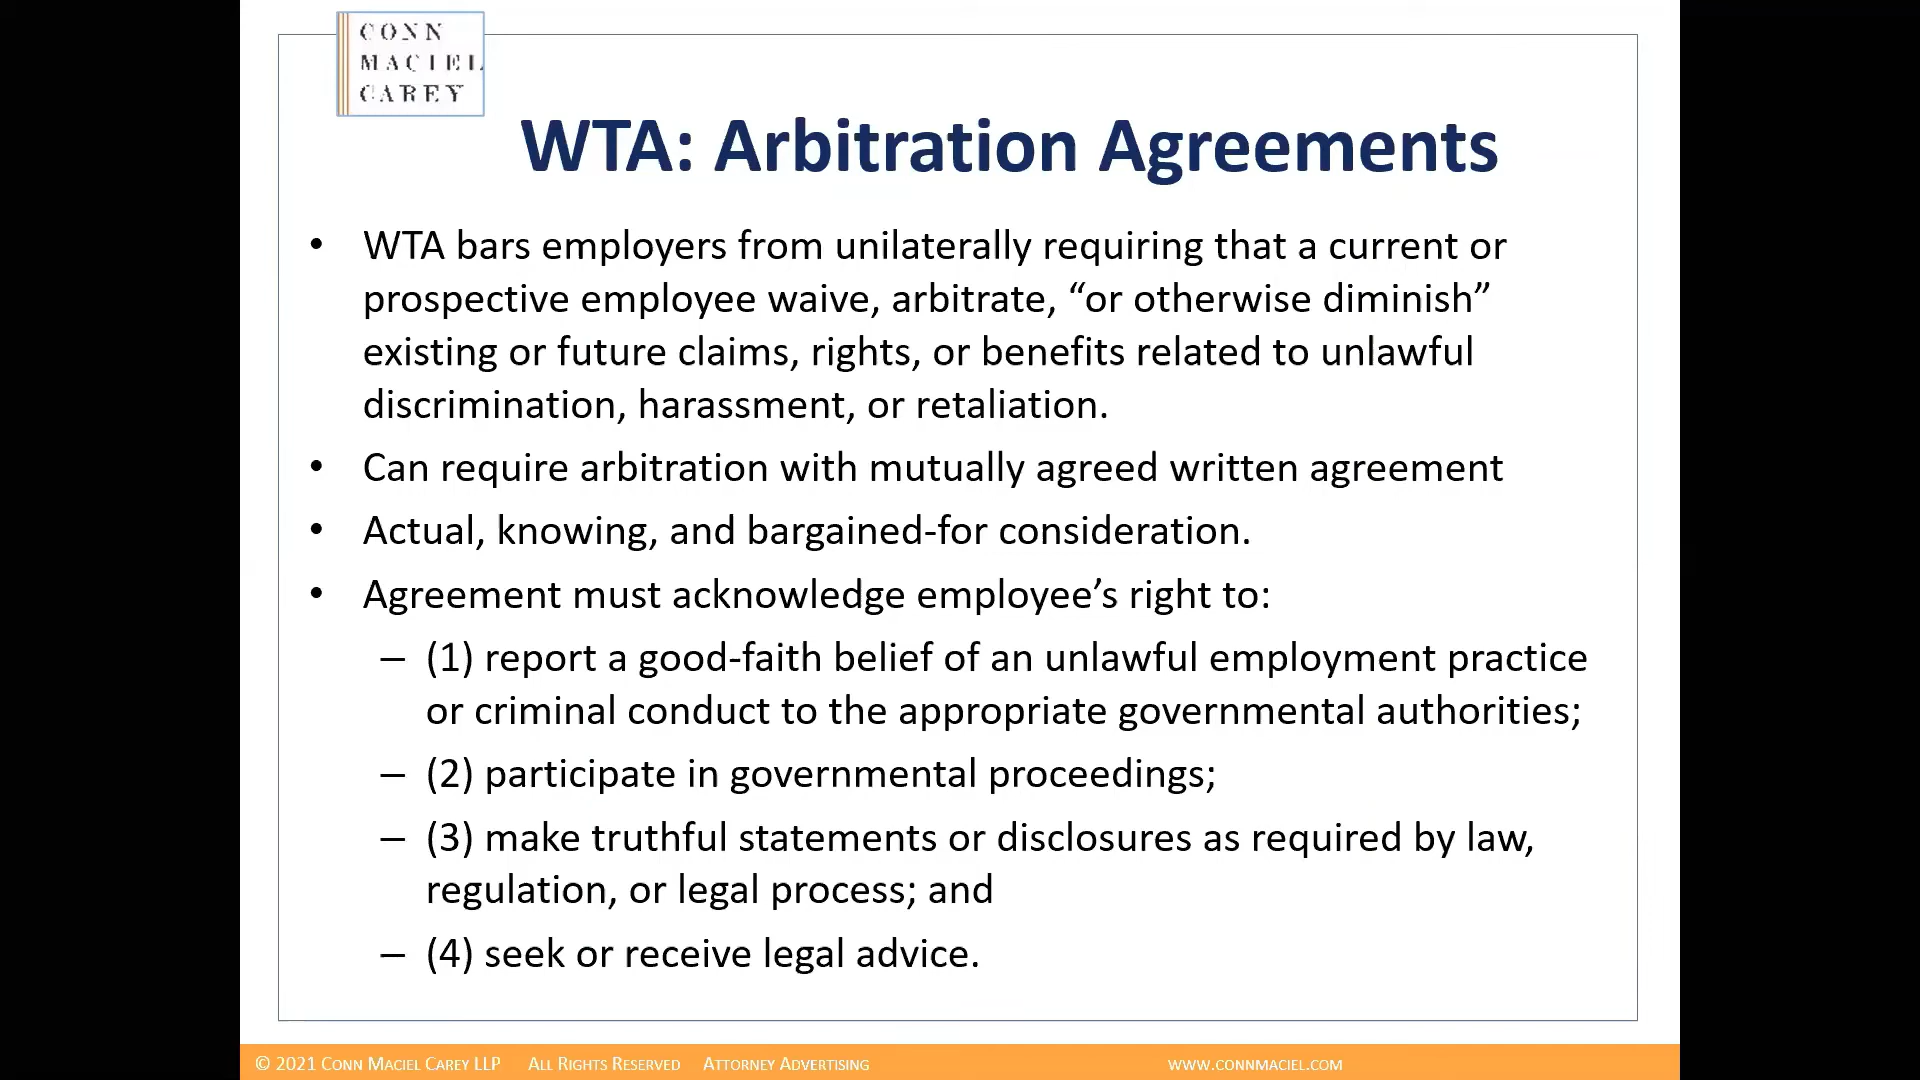 CONN
MACIEL
CAREY
WTA: Arbitration Agreements
• WTA bars employers from unilaterally requiring that a current or
prospective employee waive, arbitrate, “or otherwise diminish”
existing or future claims, rights, or benefits related to unlawful
discrimination, harassment, or retaliation.
• Can require arbitration with mutually agreed written agreement
• Actual, knowing, and bargained-for consideration.
• Agreement must acknowledge employee’s right to:
– (1) report a good-faith belief of an unlawful employment practice
or criminal conduct to the appropriate governmental authorities;
– (2) participate in governmental proceedings;
– (3) make truthful statements or disclosures as required by law,
regulation, or legal process; and
– (4) seek or receive legal advice.
© 2021 CONN MACIEL CAREY LLP ALL RIGHTS RESERVED ATTORNEY ADVERTISING WWW.CONNMACIEL.COM